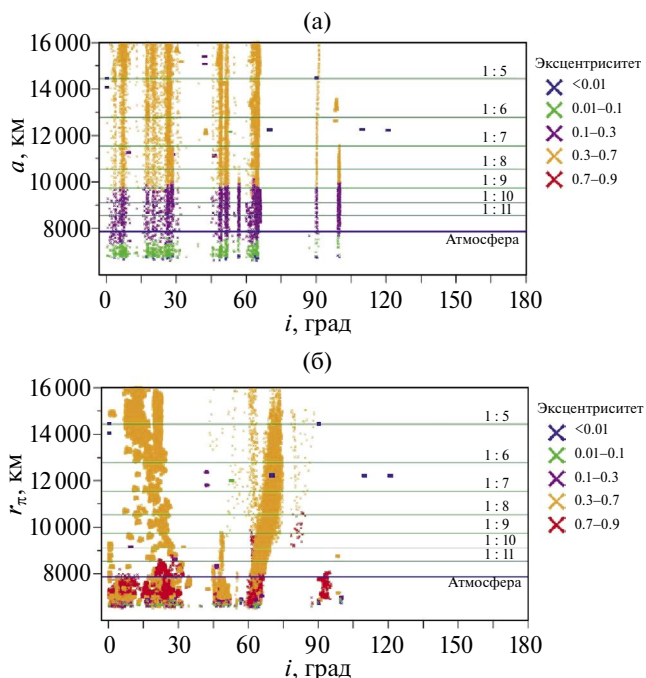 (а)
16 000
14 000
12 000
10 000
8000
a, км
1 : 5
1 : 6
1 : 7
1 : 8
1 : 9
1 : 10
1 : 11
Атмосфера
0 30 60 90 120 150 180
i, град
Эксцентриситет
<0.01
0.01–0.1
0.1–0.3
0.3–0.7
0.7–0.9
(б)
16 000
14 000
12 000
10 000
8000
rπ, км
1 : 5
1 : 6
1 : 7
1 : 8
1 : 9
1 : 10
1 : 11
Атмосфера
0 30 60 90 120 150 180
i, град
Эксцентриситет
<0.01
0.01–0.1
0.1–0.3
0.3–0.7
0.7–0.9